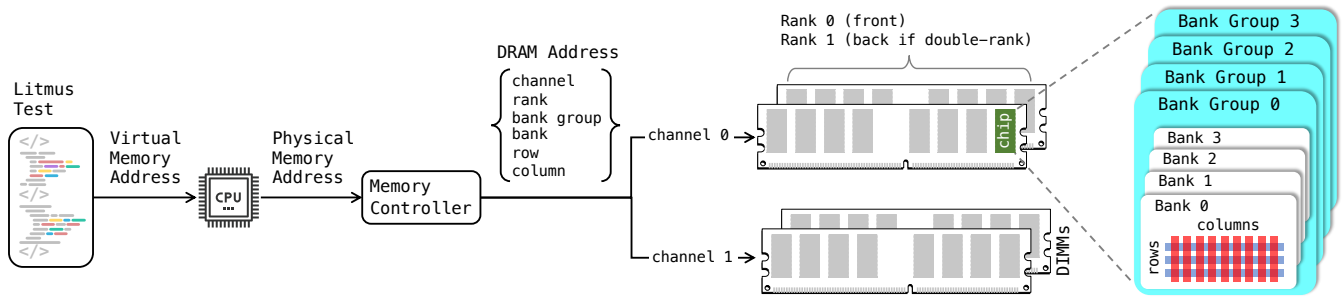 Litmus
Test
</>
</>
</>
Virtual
Memory
Address
CPU
Physical
Memory
Address
Memory
Controller
DRAM Address
channel
rank
bank group
bank
row
column
channel 0
channel 1
Rank 0 (front)
Rank 1 (back if double-rank)
chip
DIMMs
Bank Group 3
Bank Group 2
Bank Group 1
Bank Group 0
Bank 3
Bank 2
Bank 1
Bank 0
columns
rows